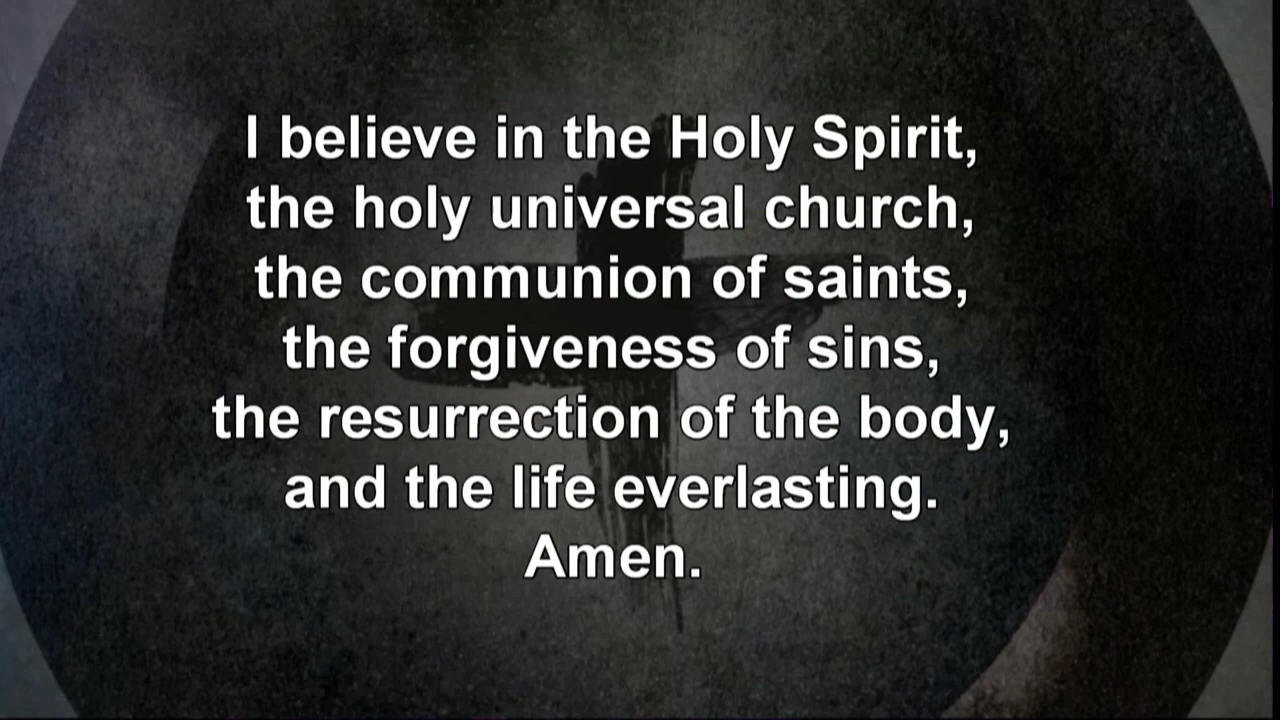 I believe in the Holy Spirit,
the holy universal church,
the communion of saints,
the forgiveness of sins,
the resurrection of the body,
and the life everlasting.
Amen.